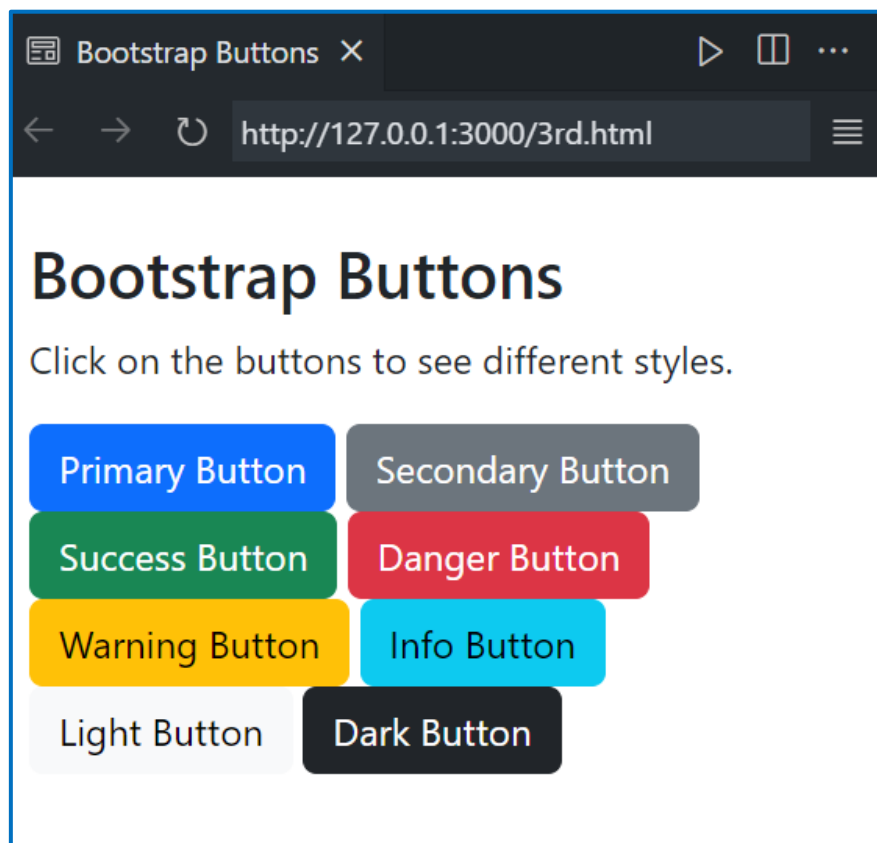 Bootstrap Buttons
http://127.0.0.1:3000/3rd.html
Bootstrap Buttons
Click on the buttons to see different styles.
Primary Button Secondary Button
Success Button Danger Button
Warning Button Info Button
Light Button Dark Button